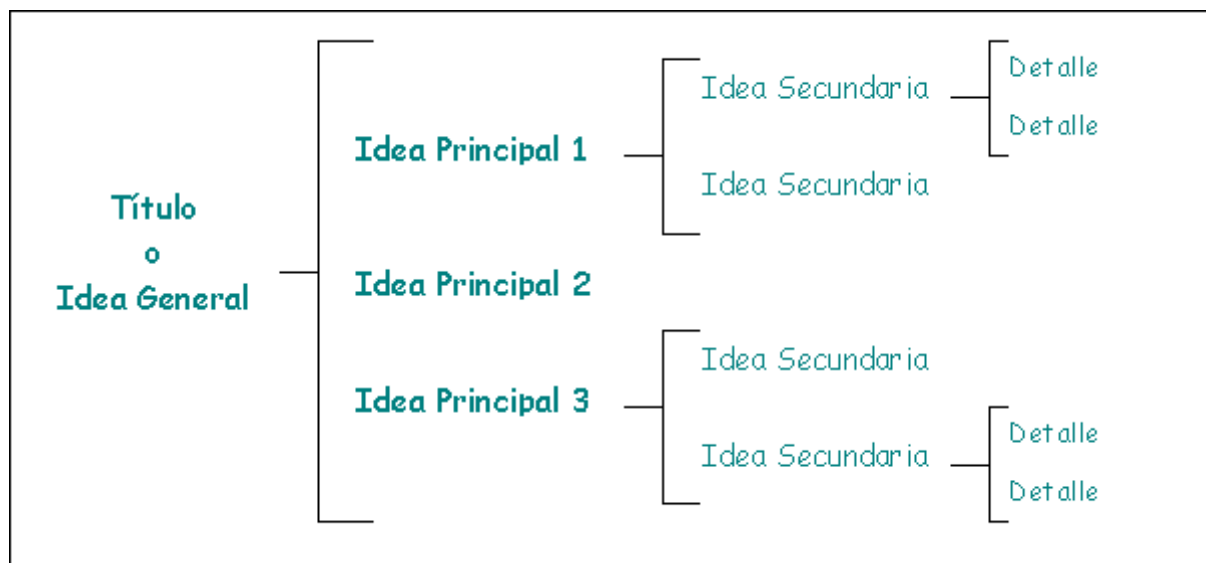 Título
o
Idea General
Idea Principal 1
Idea Secundaria
Detalle
Detalle
Idea Secundaria
Idea Principal 2
Idea Principal 3
Idea Secundaria
Idea Secundaria
Detalle
Detalle